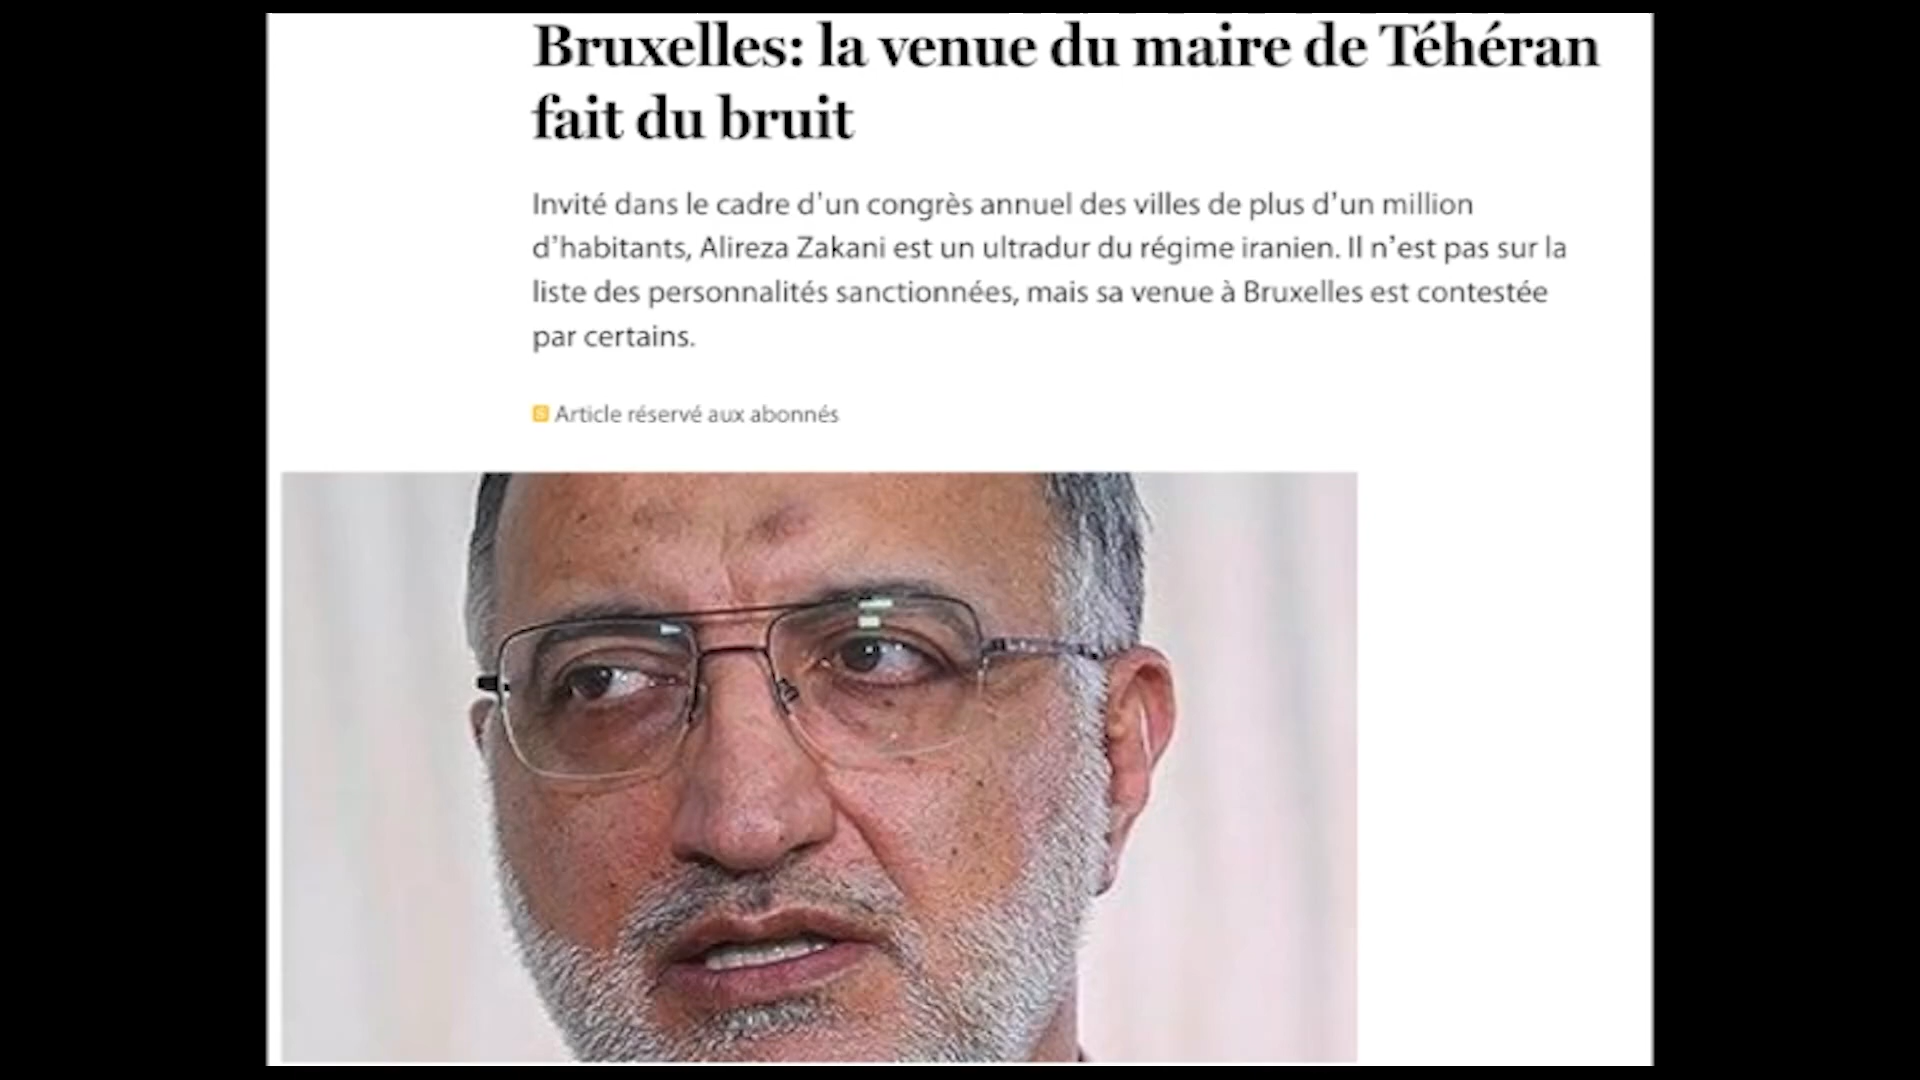 Bruxelles: la venue du maire de Téhéran
fait du bruit
Invité dans le cadre d’un congrès annuel des villes de plus d’un million
d’habitants, Alireza Zakani est un ultradur du régime iranien. Il n’est pas sur la
liste des personnalités sanctionnées, mais sa venue à Bruxelles est contestée
par certains.
S Article réservé aux abonnés